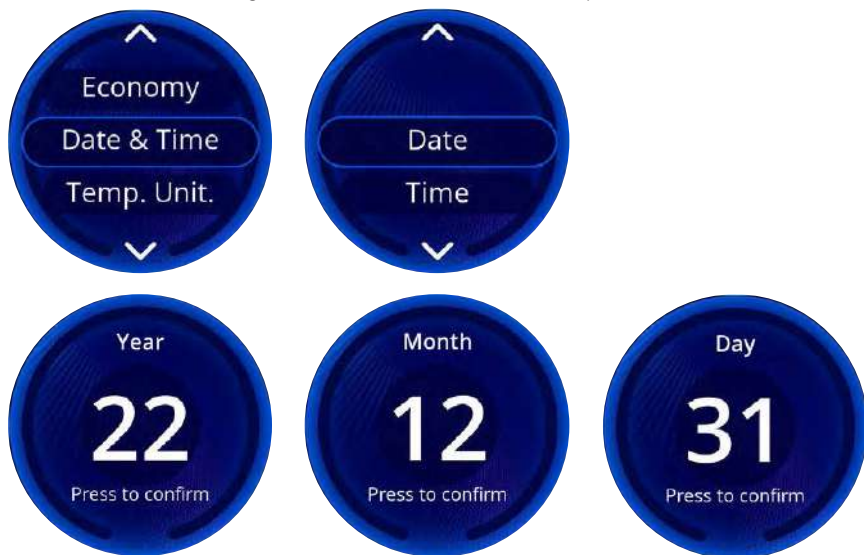 Economy
Date & Time
Temp. Unit.
Date
Time
Year
22
Press to confirm
Month
12
Press to confirm
Day
31
Press to confirm